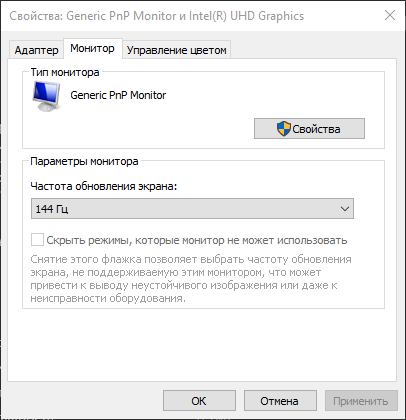 Свойства: Generic PnP Monitor и Intel(R) UHD Graphics
Адаптер Монитор Управление цветом
Тип монитора
Generic PnP Monitor
Свойства
Параметры монитора
Частота обновления экрана:
144 Гц
Скрыть режимы, которые монитор не может использовать
Снятие этого флажка позволяет выбрать частоту обновления
экрана, не поддерживаемую этим монитором, что может
привести к выводу неустойчивого изображения или даже к
неисправности оборудования.
ОК Отмена Применить